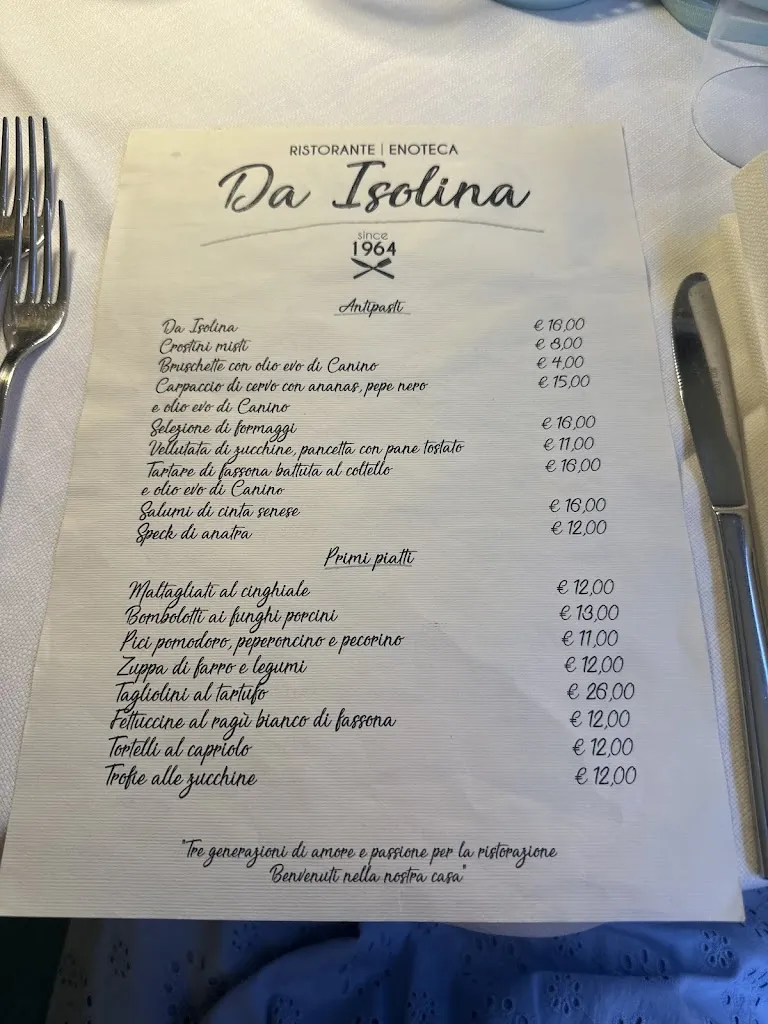 RISTORANTE | ENOTECA
Da Isolina
since
1964
Antipasti
Da Isolina € 16,00
Crostini misti € 8,00
Bruschette con olio evo di Canino € 4,00
Carpaccio di cervo con ananas, pepe nero € 15,00
e olio evo di Canino
Selezione di formaggi € 16,00
Vellutata di zucchine, pancetta con pane tostato € 11,00
Tartare di fassona battuta al coltello € 16,00
e olio evo di Canino
Salumi di cinta senese € 16,00
Speck di anatra € 12,00
Primi piatti
Maltagliati al cinghiale € 12,00
Bombolotti ai funghi porcini € 13,00
Pici pomodoro, peperoncino e pecorino € 11,00
Zuppa di farro e legumi € 12,00
Tagliolini al tartufo € 26,00
Fettuccine al ragù bianco di fassona € 12,00
Tortelli al capriolo € 12,00
Trofie alle zucchine € 12,00
"Tre generazioni di amore e passione per la ristorazione
Benvenuti nella nostra casa"